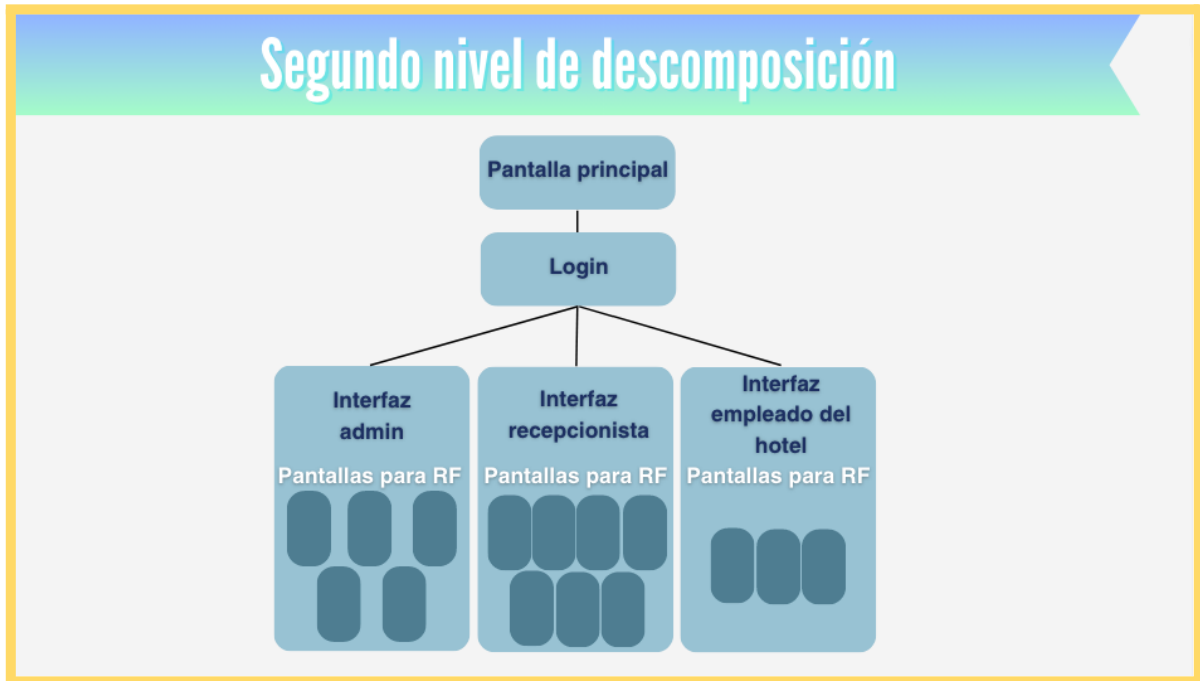 Segundo nivel de descomposición
Pantalla principal
Login
Interfaz
admin
Pantallas para RF
Interfaz
recepcionista
Pantallas para RF
Interfaz
empleado del
hotel
Pantallas para RF